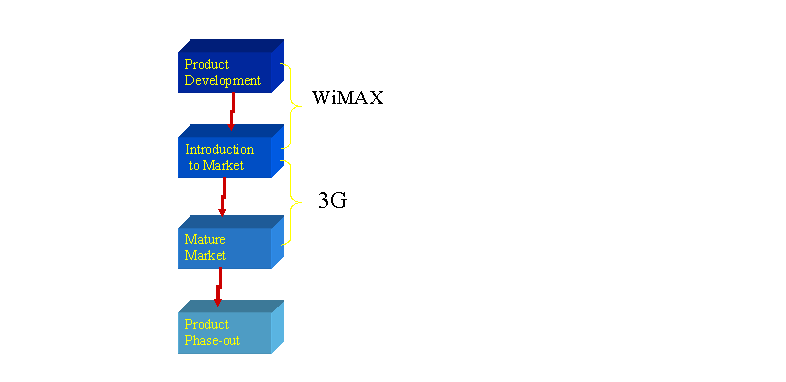 Product
Development
WiMAX
Introduction
to Market
3G
Mature
Market
Product
Phase-out